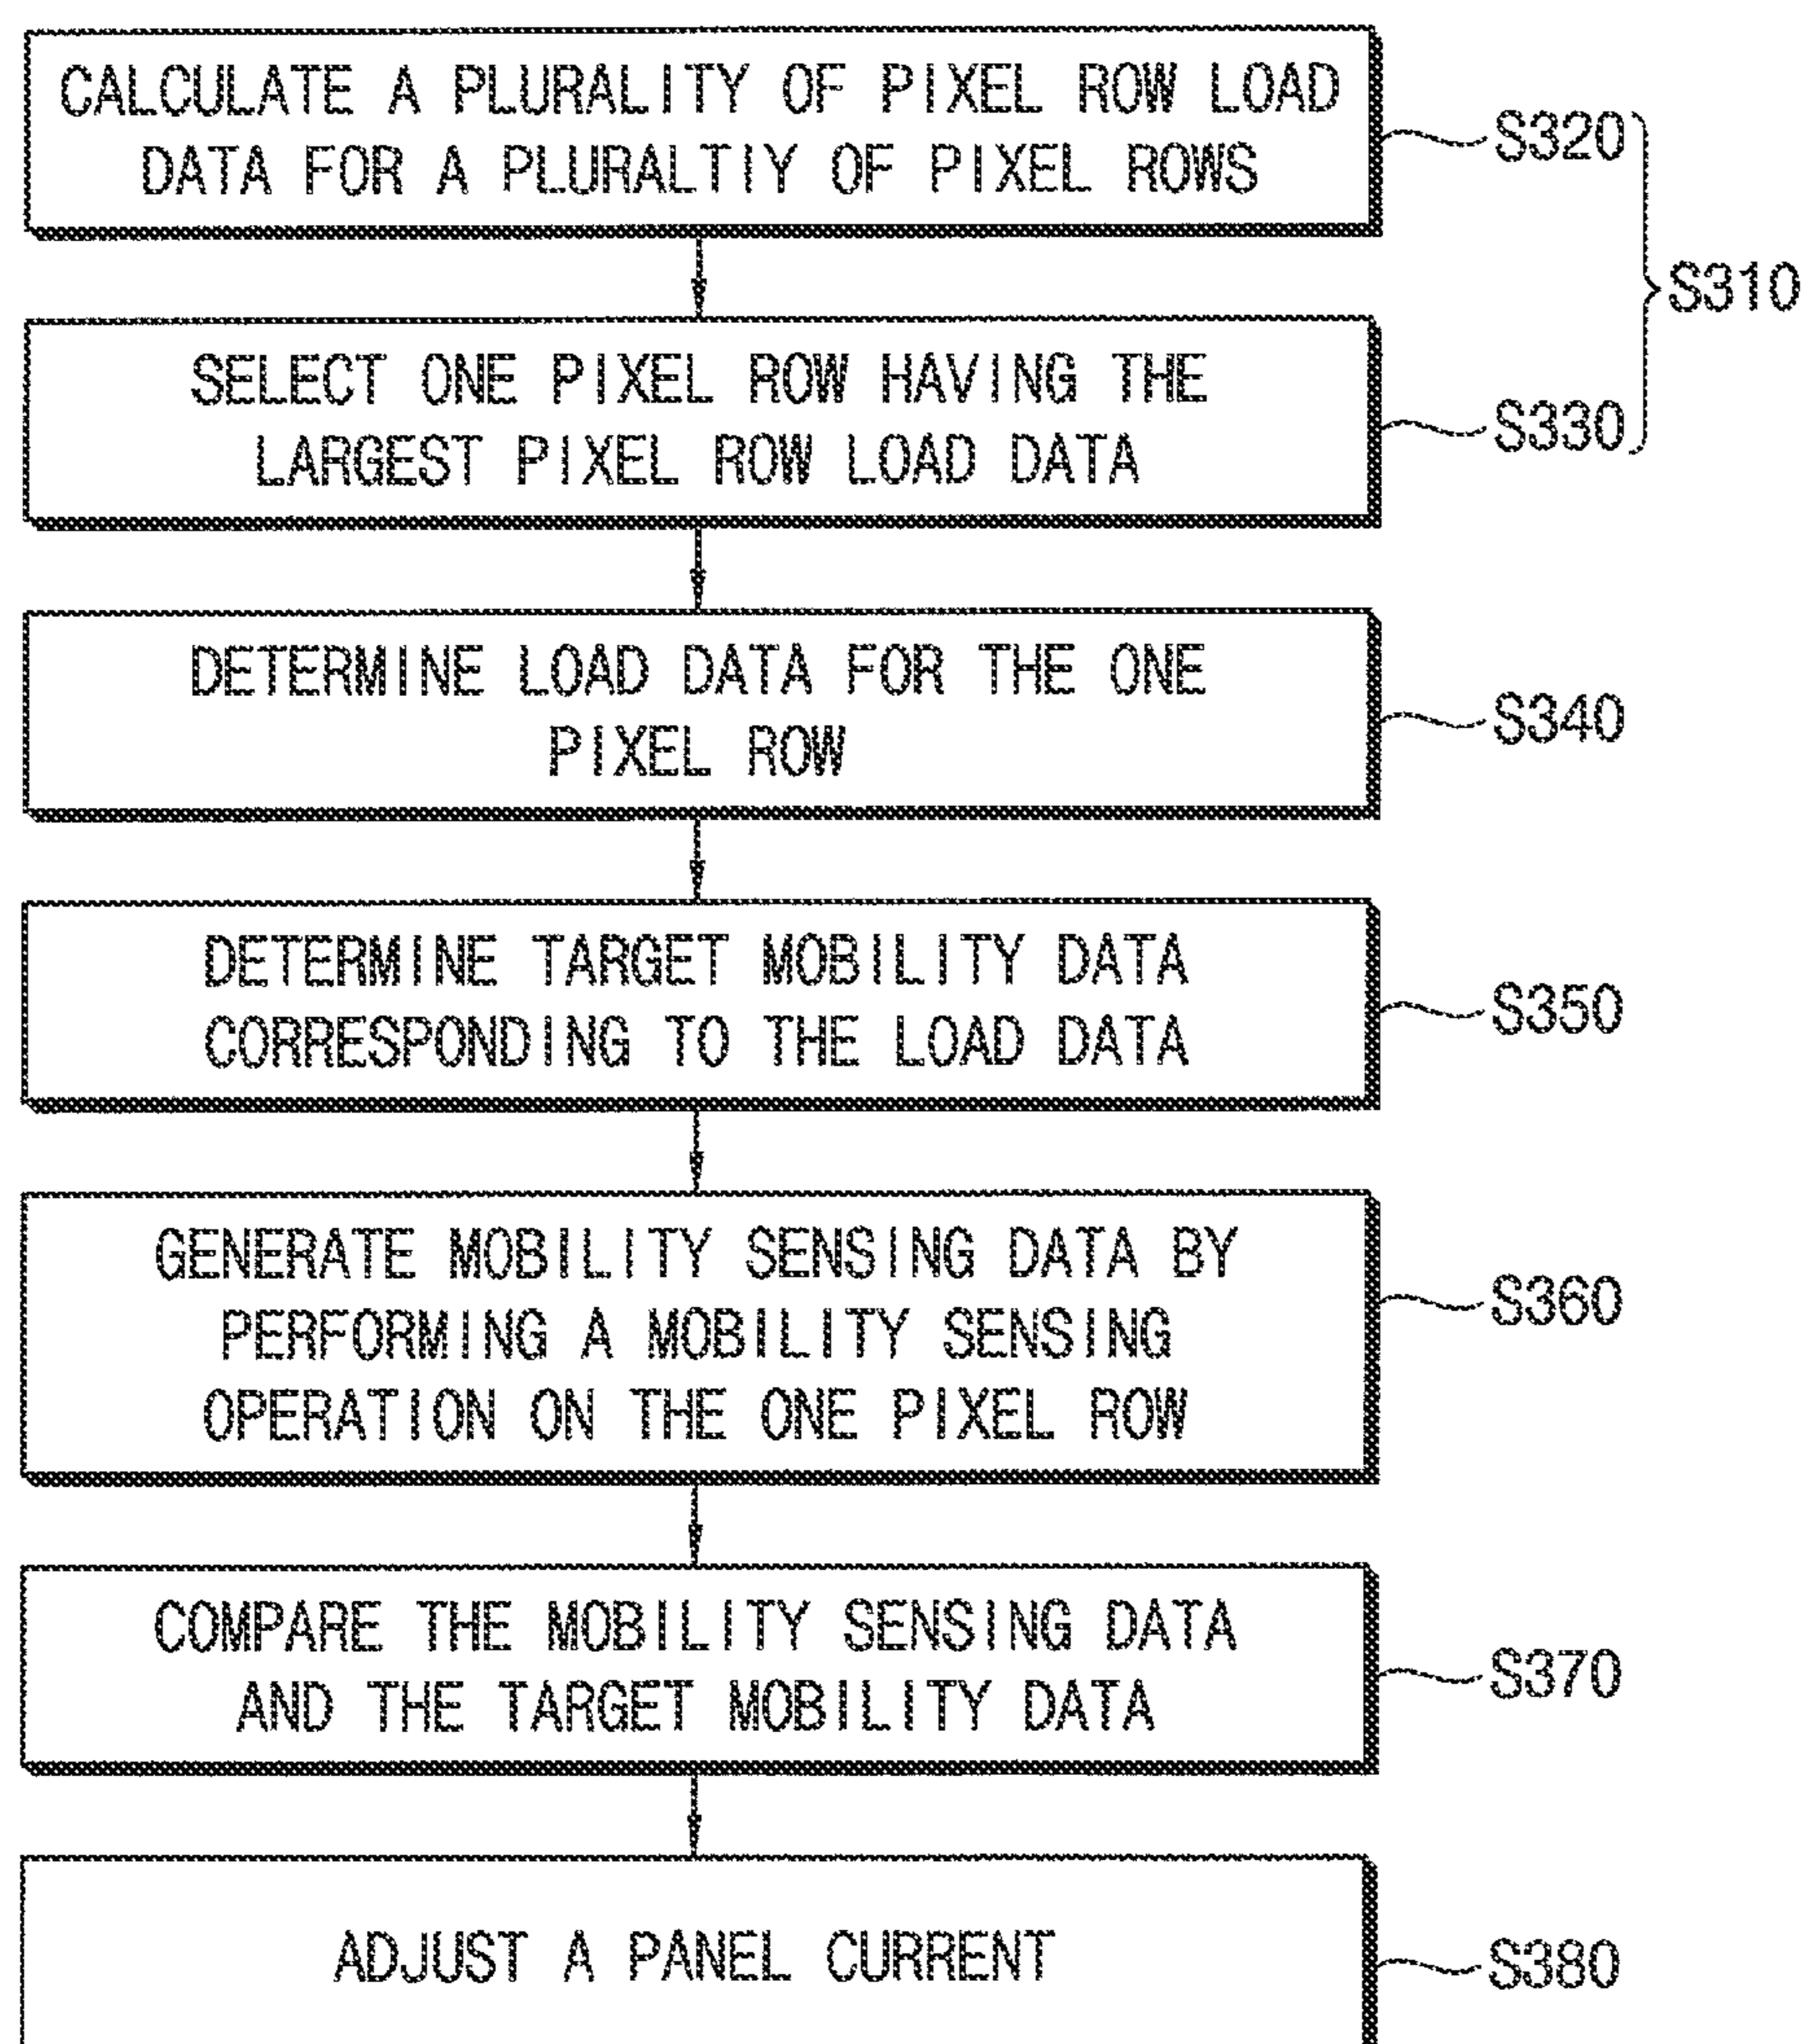 CALCULATE A PLURALITY OF PIXEL ROW LOAD
DATA FOR A PLURALTIY OF PIXEL ROWS
S320
S310
SELECT ONE PIXEL ROW HAVING THE
LARGEST PIXEL ROW LOAD DATA
S330
DETERMINE LOAD DATA FOR THE ONE
PIXEL ROW
S340
DETERMINE TARGET MOBILITY DATA
CORRESPONDING TO THE LOAD DATA
S350
GENERATE MOBILITY SENSING DATA BY
PERFORMING A MOBILITY SENSING
OPERATION ON THE ONE PIXEL ROW
S360
COMPARE THE MOBILITY SENSING DATA
AND THE TARGET MOBILITY DATA
S370
ADJUST A PANEL CURRENT
S380